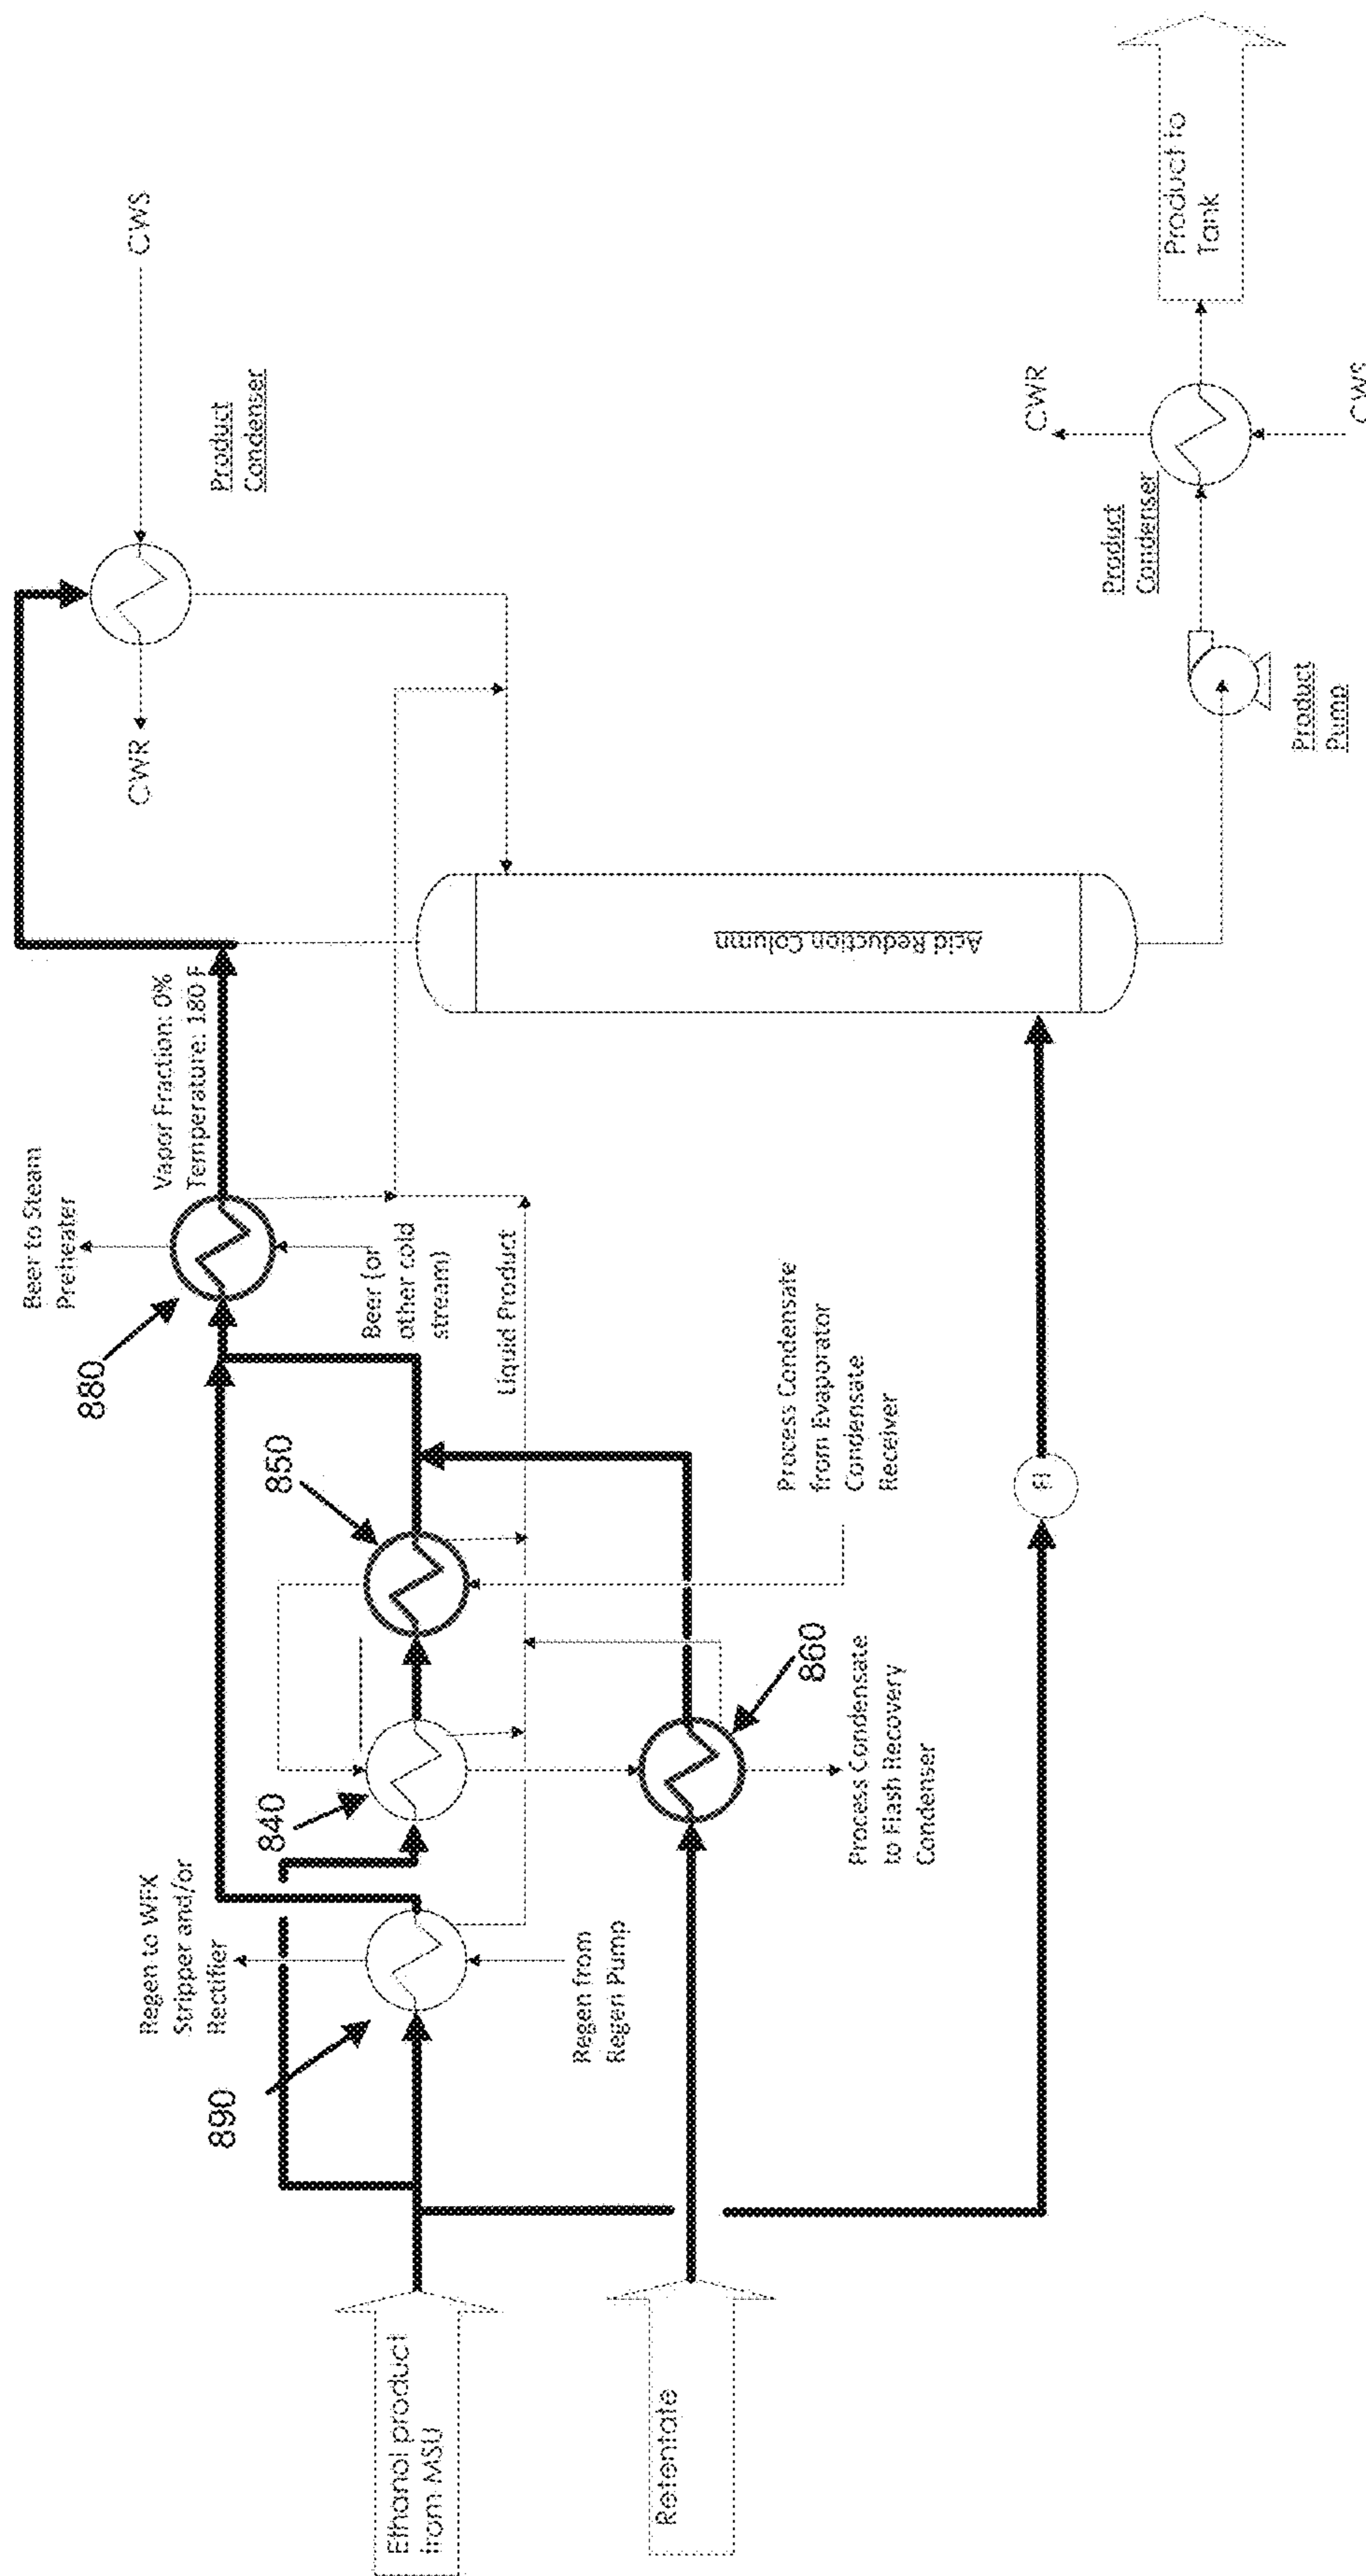 Ethanol product
from MSU
Retentate
890
Regen to WFX
Stripper and/or
Rectifier
Regen from
Regen Pump
840
850
860
Process Condensate
to Flash Recovery
Condenser
Process Condensate
from Evaporator
Condensate
Receiver
Liquid Product
880
Beer to Steam
Preheater
Beer (or
other cold
stream)
Vapor Fraction: 0%
Temperature: 180 F
FI
Acid Reduction Column
CWR
CWS
Product
Condenser
Product
Pump
Product
Condenser
CWR
CWS
Product to
Tank